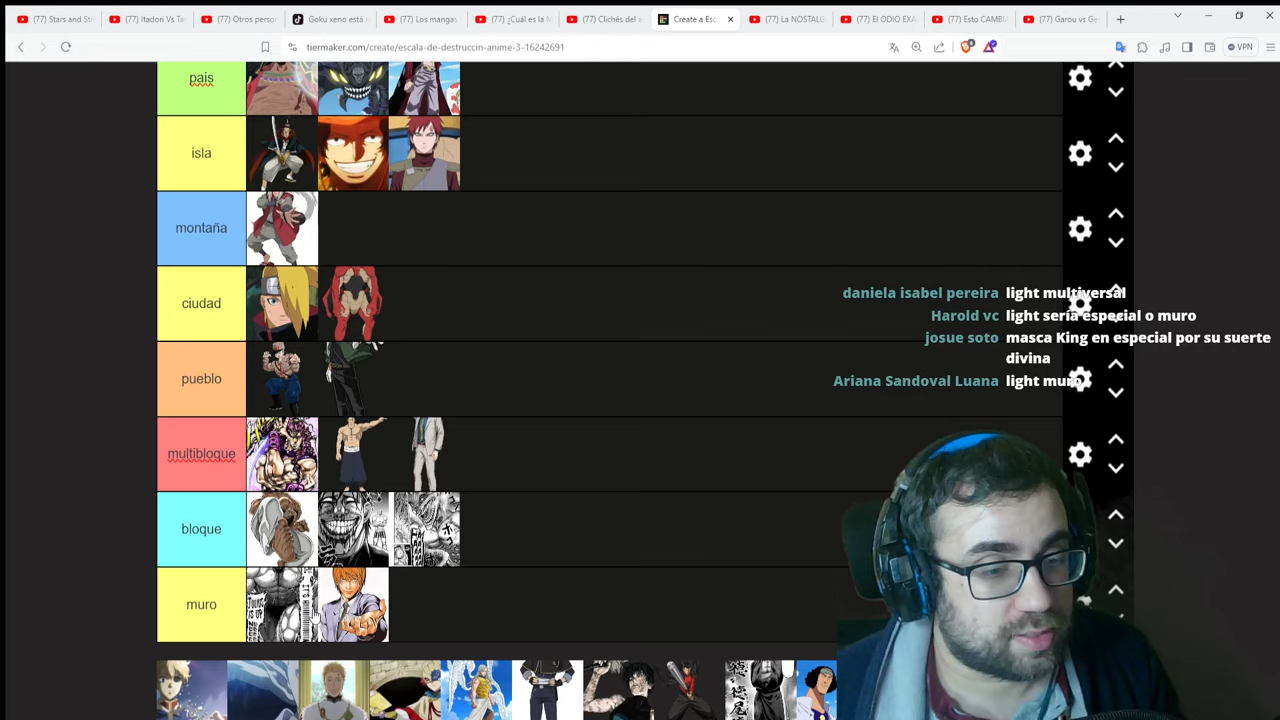 (77) Stars and Str
(77) Itadori Vs Ta
(77) Otros perso
Goku xeno está
(77) Los mangas
(77) ¿Cuál es la M
(77) Clichés del a
Create a Esc
(77) La NOSTALG
(77) El ODIO EXA
(77) Esto CAMBI
(77) Garou vs Ge
tiermaker.com/create/escala-de-destruccin-anime-3-16242691
VPN
pais
isla
montaña
ciudad
pueblo
multibloque
bloque
muro
daniela isabel pereira light multiversal
Harold vc light sería especial o muro
josue soto masca King en especial por su suerte
divina
Ariana Sandoval Luana light muro